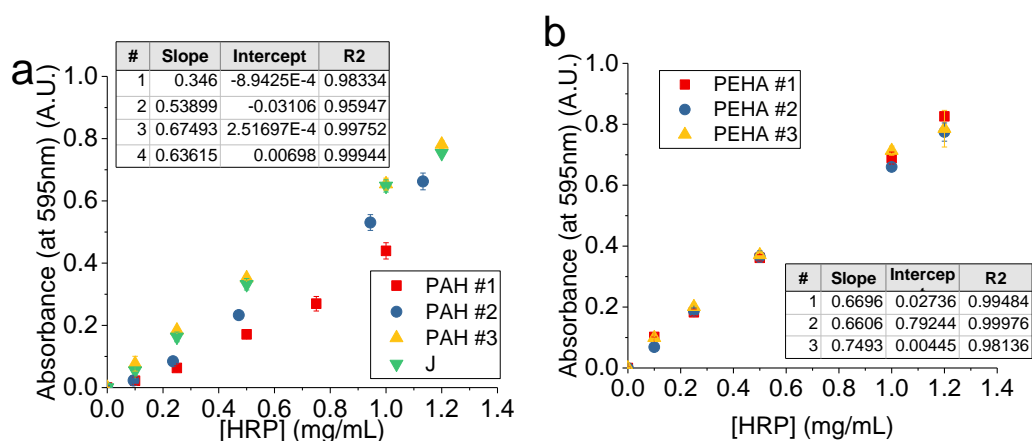 a
# Slope Intercept R2
1 0.346 -8.9425E-4 0.98334
2 0.53899 -0.03106 0.95947
3 0.67493 2.51697E-4 0.99752
4 0.63615 0.00698 0.99944
Absorbance (at 595nm) (A.U.)
1.0
0.8
0.6
0.4
0.2
0.0
PAH #1
PAH #2
PAH #3
J
0.0 0.2 0.4 0.6 0.8 1.0 1.2 1.4
[HRP] (mg/mL)
b
Absorbance (at 595nm) (A.U.)
1.0
0.8
0.6
0.4
0.2
0.0
PEHA #1
PEHA #2
PEHA #3
# Slope Intercep R2
1 0.6696 0.02736 0.99484
2 0.6606 0.79244 0.99976
3 0.7493 0.00445 0.98136
0.0 0.2 0.4 0.6 0.8 1.0 1.2 1.4
[HRP] (mg/mL)